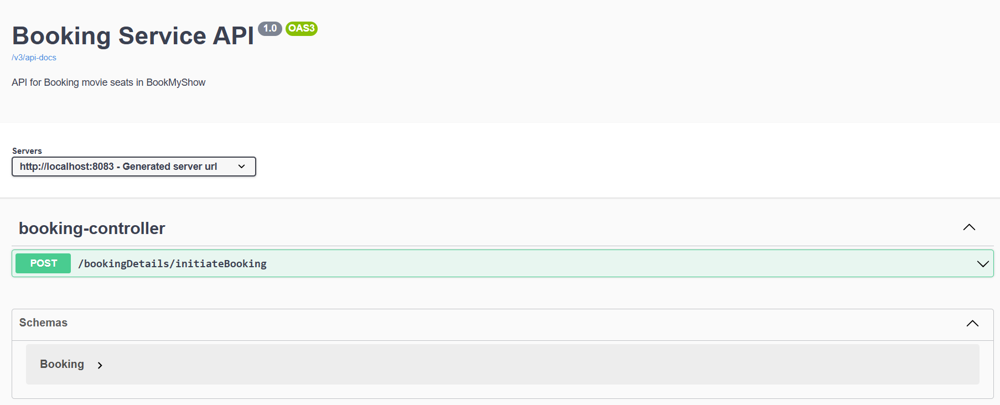 Booking Service API 1.0 OAS3
/v3/api-docs
API for Booking movie seats in BookMyShow
Servers
http://localhost:8083 - Generated server url
booking-controller
POST /bookingDetails/initiateBooking
Schemas
Booking